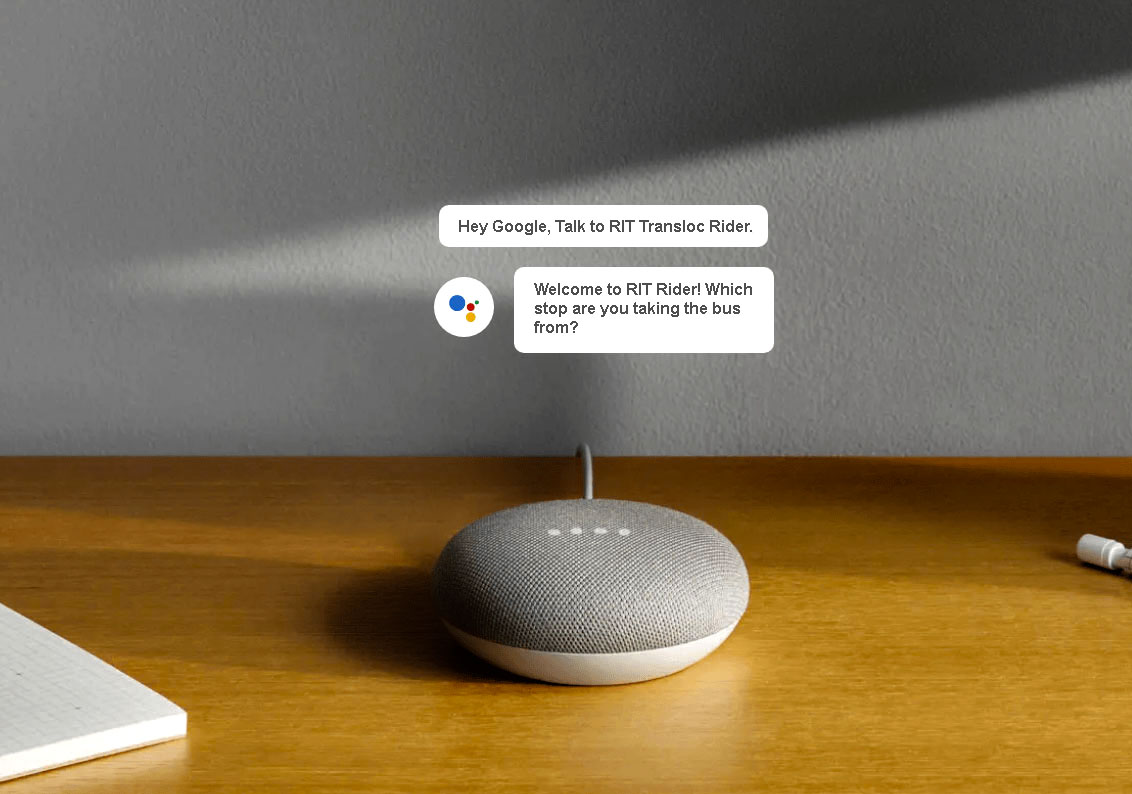 Hey Google, Talk to RIT Transloc Rider.
Welcome to RIT Rider! Which
stop are you taking the bus
from?